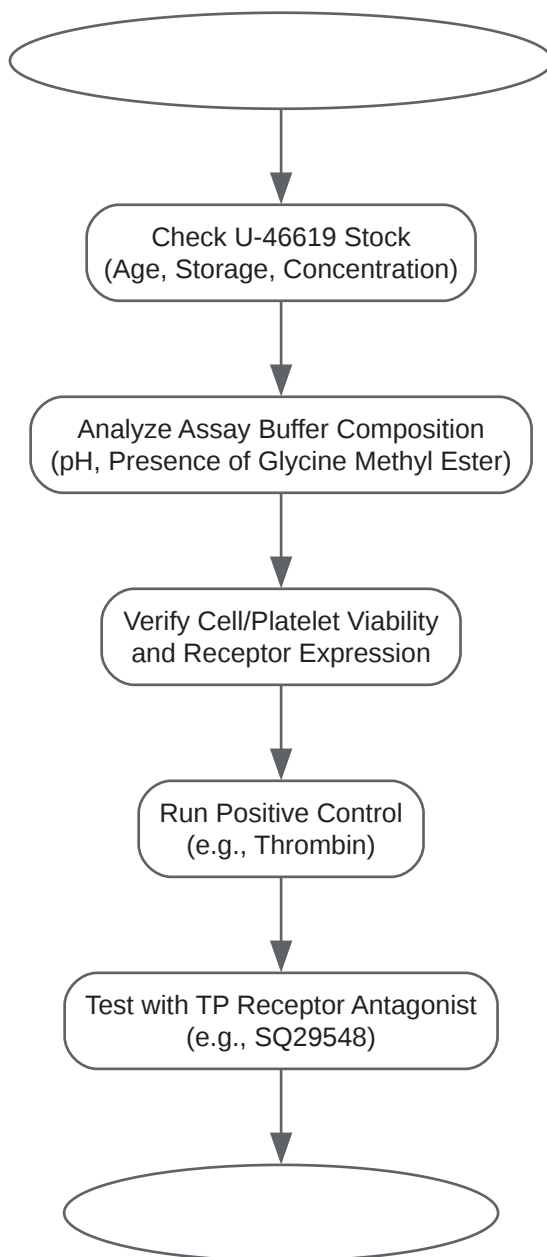 Check U-46619 Stock
(Age, Storage, Concentration)
Analyze Assay Buffer Composition
(pH, Presence of Glycine Methyl Ester)
Verify Cell/Platelet Viability
and Receptor Expression
Run Positive Control
(e.g., Thrombin)
Test with TP Receptor Antagonist
(e.g., SQ29548)